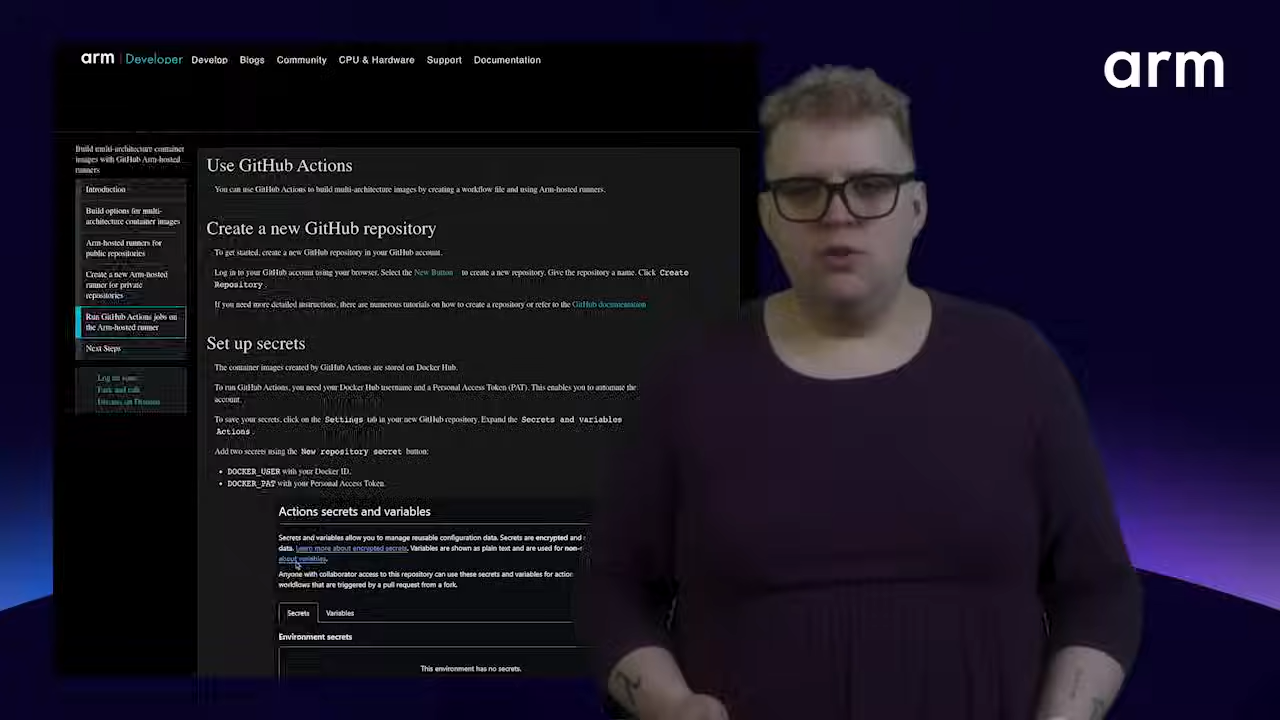 arm | Developer Develop Blogs Community CPU & Hardware Support Documentation
arm
Build multi-architecture container
images with GitHub Arm-hosted
runners
Introduction
Build options for multi-
architecture container images
Arm-hosted runners for
public repositories
Create a new Arm-hosted
runner for private
repositories
Run GitHub Actions jobs on
the Arm-hosted runner
Next Steps
Use GitHub Actions
You can use GitHub Actions to build multi-architecture images by creating a workflow file and using Arm-hosted runners.
Create a new GitHub repository
To get started, create a new GitHub repository in your GitHub account.
Log in to your GitHub account using your browser. Select the New Button to create a new repository. Give the repository a name. Click Create
Repository.
If you need more detailed instructions, there are numerous tutorials on how to create a repository or refer to the GitHub documentation
Set up secrets
The container images created by GitHub Actions are stored on Docker Hub.
To run GitHub Actions, you need your Docker Hub username and a Personal Access Token (PAT). This enables you to automate the
account.
To save your secrets, click on the Settings tab in your new GitHub repository. Expand the Secrets and variables
Actions.
Add two secrets using the New repository secret button:
• DOCKER_USER with your Docker ID.
• DOCKER_PAT with your Personal Access Token.
Actions secrets and variables
Secrets and variables allow you to manage reusable configuration data. Secrets are encrypted and
data. Learn more about encrypted secrets. Variables are shown as plain text and are used for non-
about variables.
Anyone with collaborator access to this repository can use these secrets and variables for action
workflows that are triggered by a pull request from a fork.
Secrets Variables
Environment secrets
This environment has no secrets.